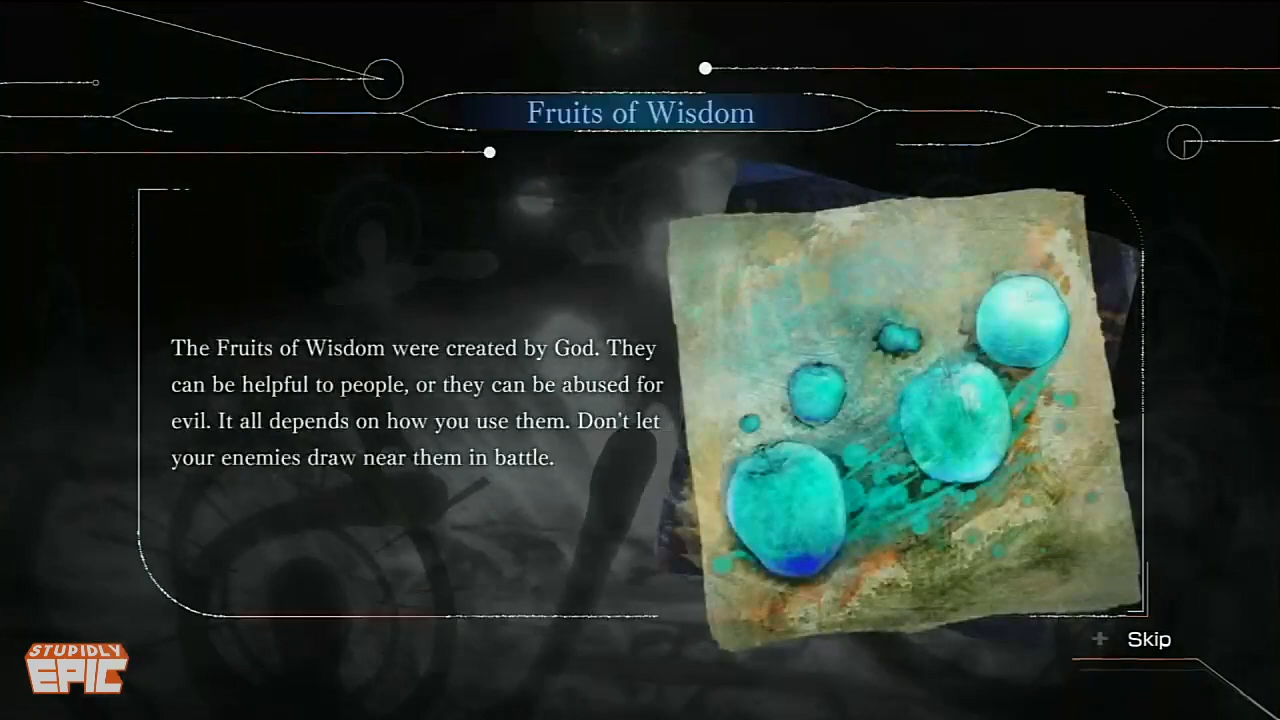 Fruits of Wisdom
The Fruits of Wisdom were created by God. They
can be helpful to people, or they can be abused for
evil. It all depends on how you use them. Don't let
your enemies draw near them in battle.
Skip
STUPIDLY
EPIC